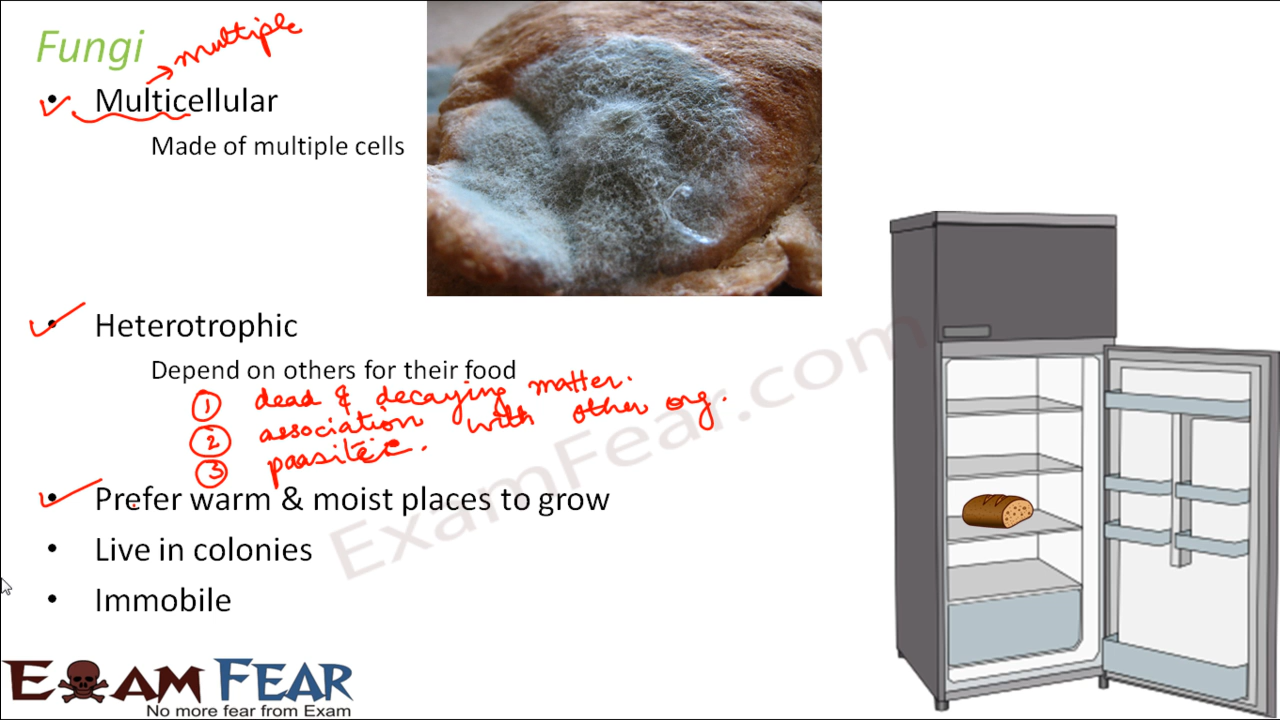 Fungi
multiple
• Multicellular
Made of multiple cells
• Heterotrophic
Depend on others for their food
① dead & decaying matter.
② association with other org.
③ parasitic.
• Prefer warm & moist places to grow
• Live in colonies
• Immobile
ExamFear.com
EXAM FEAR
No more fear from Exam